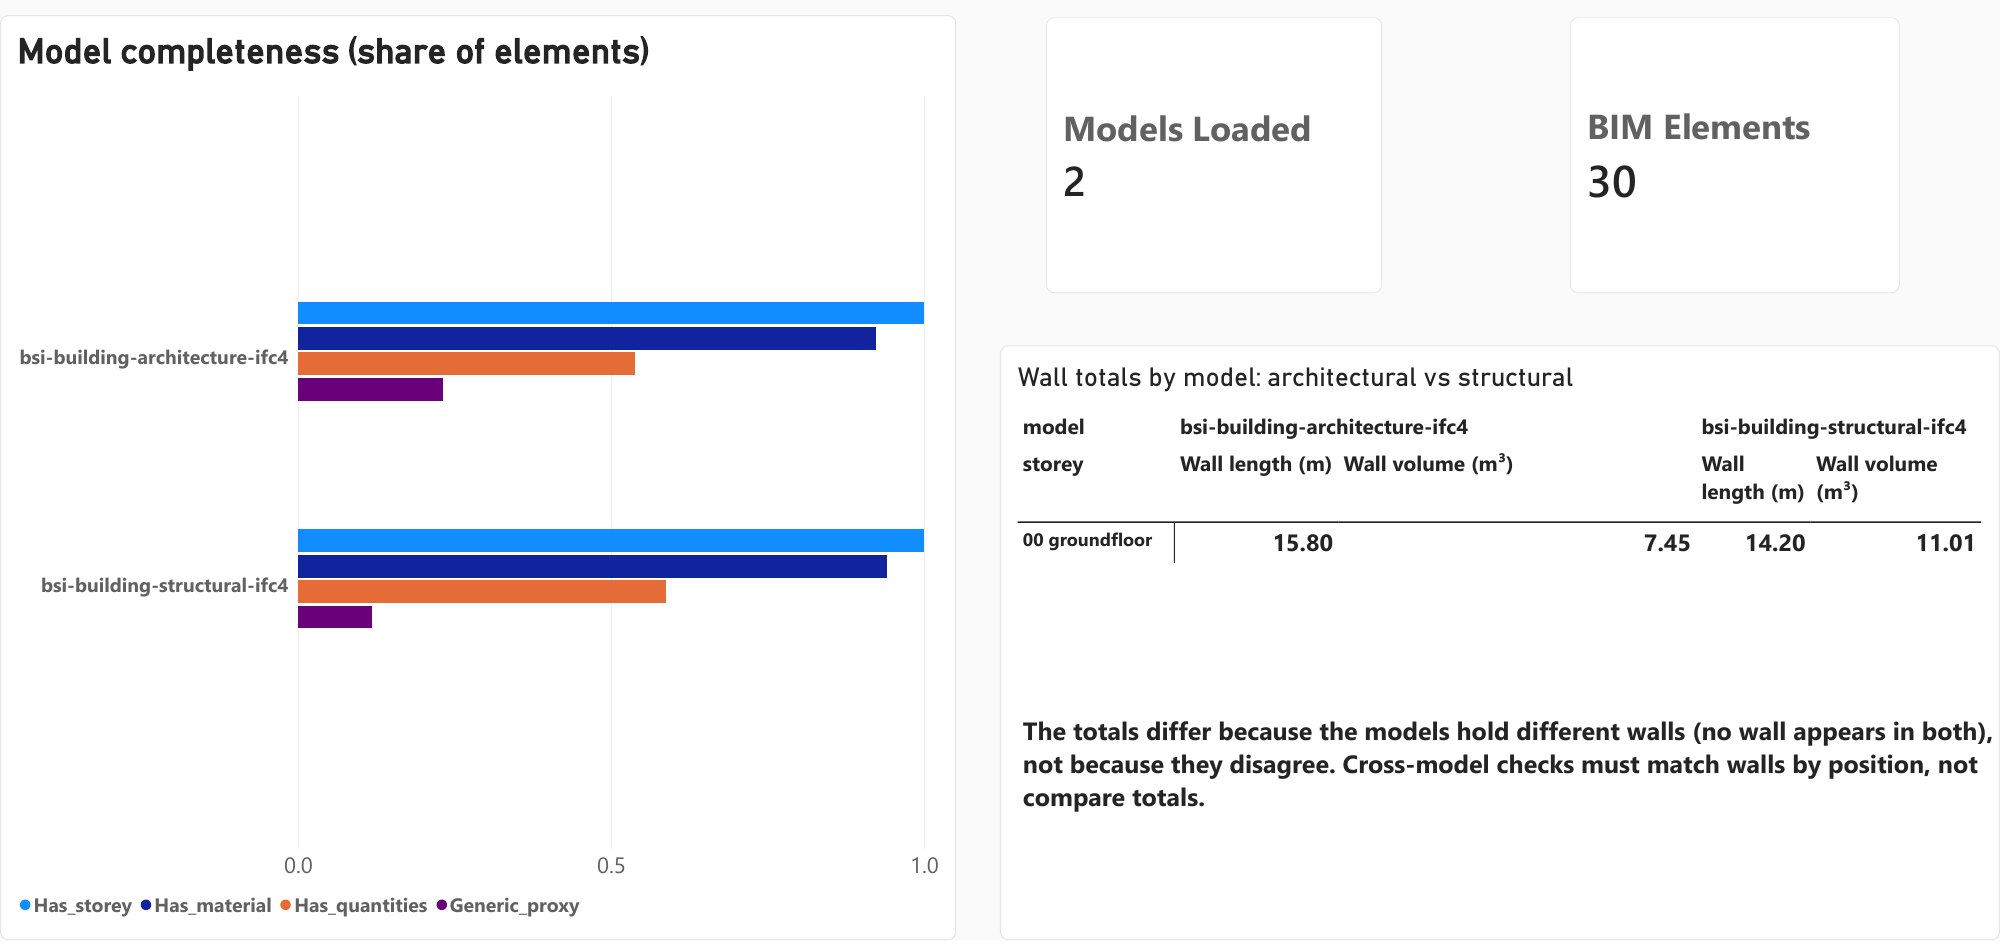 Model completeness (share of elements)
bsi-building-architecture-ifc4
bsi-building-structural-ifc4
0.0 0.5 1.0
Has_storey Has_material Has_quantities Generic_proxy
Models Loaded
2
BIM Elements
30
Wall totals by model: architectural vs structural
model bsi-building-architecture-ifc4 bsi-building-structural-ifc4
storey Wall length (m) Wall volume (m³) Wall length (m) Wall volume (m³)
00 groundfloor 15.80 7.45 14.20 11.01
The totals differ because the models hold different walls (no wall appears in both),
not because they disagree. Cross-model checks must match walls by position, not
compare totals.